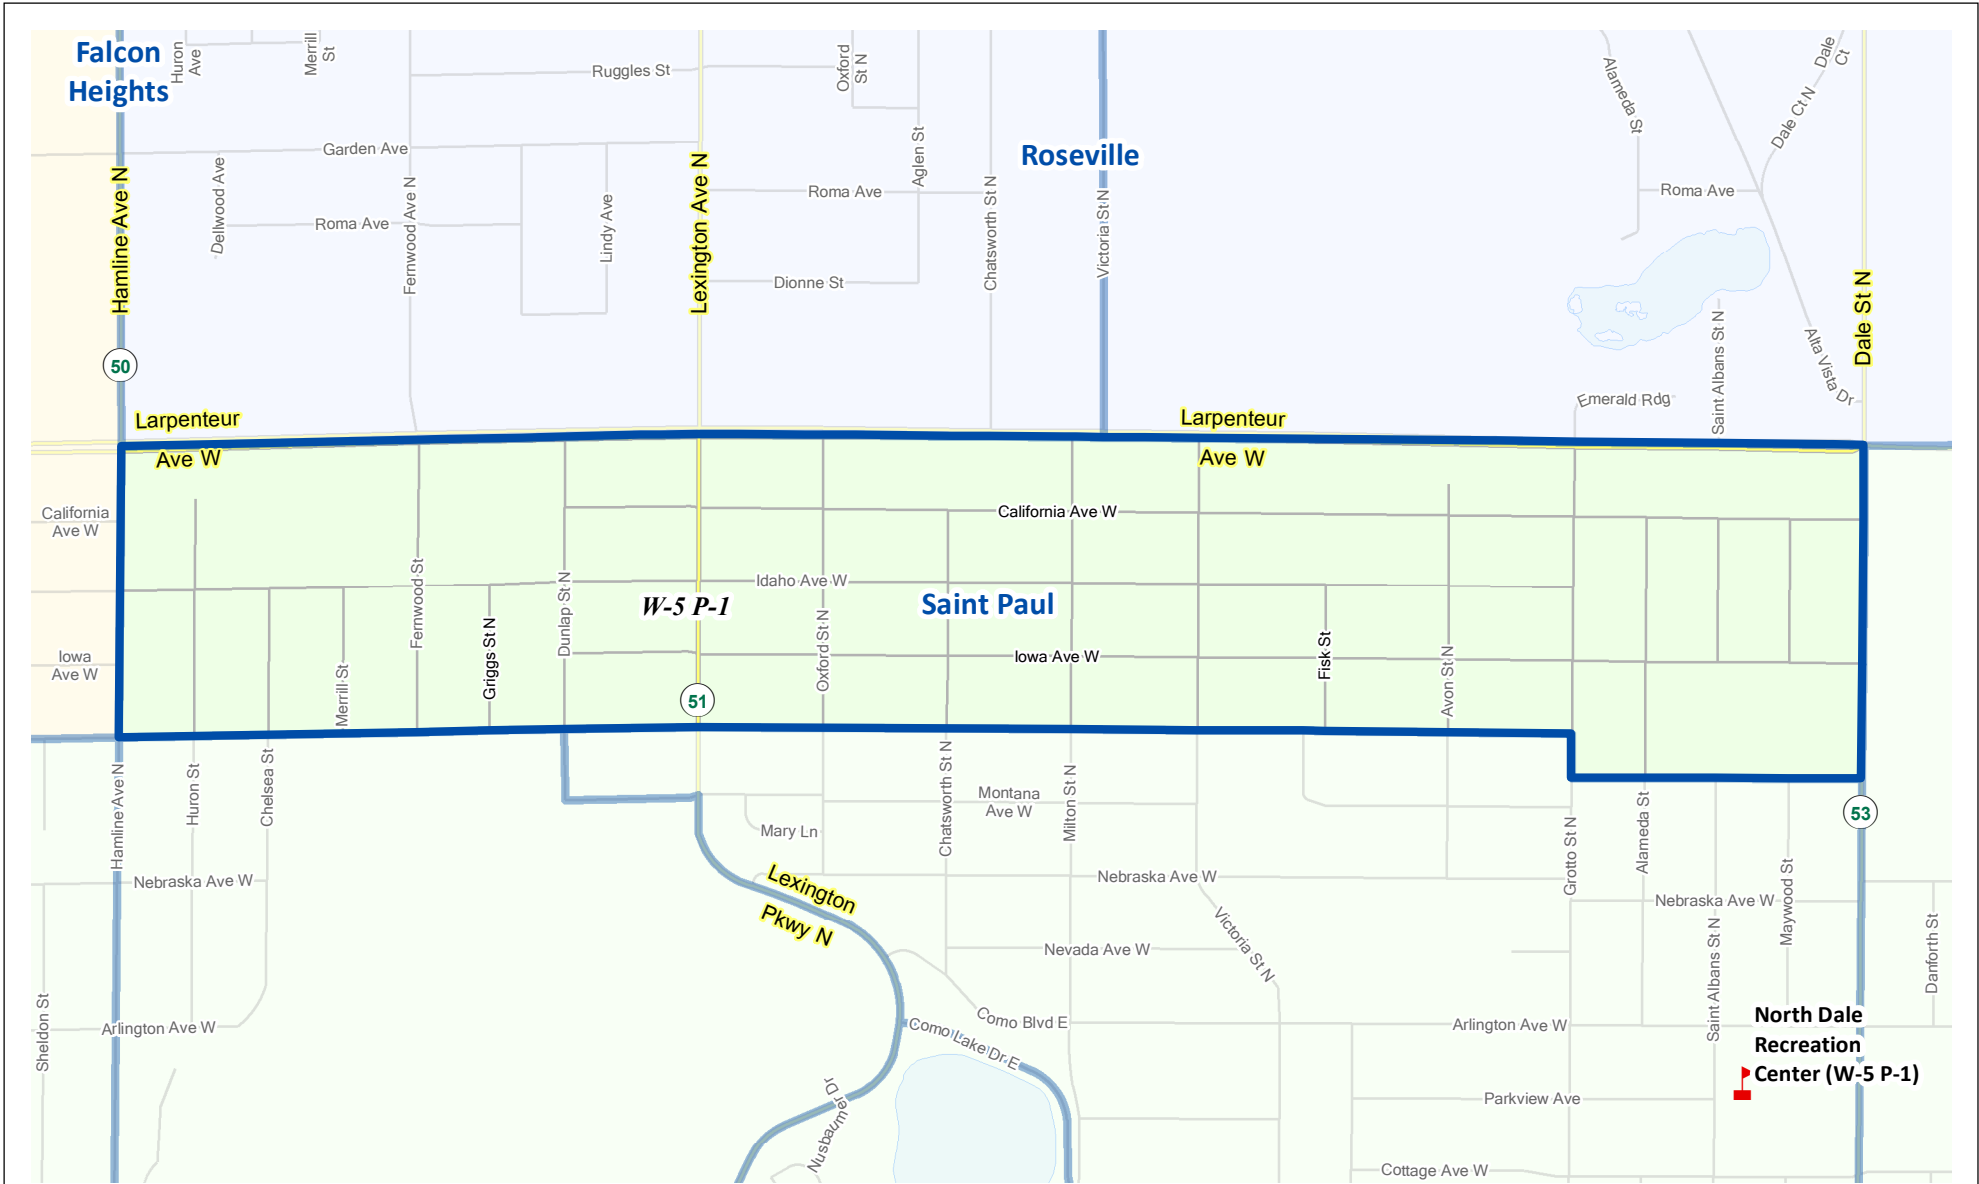 Falcon
Heights
Huron
Ave
Merrill
St
Ruggles St
Oxford
St N
Alameda St
Dale
Ct
Dale Ct N
Garden Ave
Dellwood Ave
Roma Ave
Fernwood Ave N
Lindy Ave
Hamline Ave N
Lexington Ave N
Roma Ave
Aglen St
Chatsworth St N
Dionne St
Roseville
Victoria St N
Roma Ave
Dale St N
Saint Albans St N
Alta Vista Dr
Emerald Rdg
50
Larpenteur
Ave W
Larpenteur
Ave W
California
Ave W
California Ave W
Idaho Ave W
Fernwood St
Dunlap St N
W-5 P-1
Saint Paul
Iowa
Ave W
Iowa Ave W
Merrill St
Griggs St N
Oxford St N
Fisk St
Avon St N
51
Hamline Ave N
Huron St
Chelsea St
Chatsworth St N
Montana
Ave W
Milton St N
Mary Ln
Grotto St N
Alameda St
53
Nebraska Ave W
Lexington
Pkwy N
Nebraska Ave W
Nebraska Ave W
Maywood St
Nevada Ave W
Victoria St N
Saint Albans St N
Danforth St
Sheldon St
Arlington Ave W
Como Blvd E
Como Lake Dr E
Arlington Ave W
North Dale
Recreation
Center (W-5 P-1)
Nusbaumer Dr
Parkview Ave
Cottage Ave W